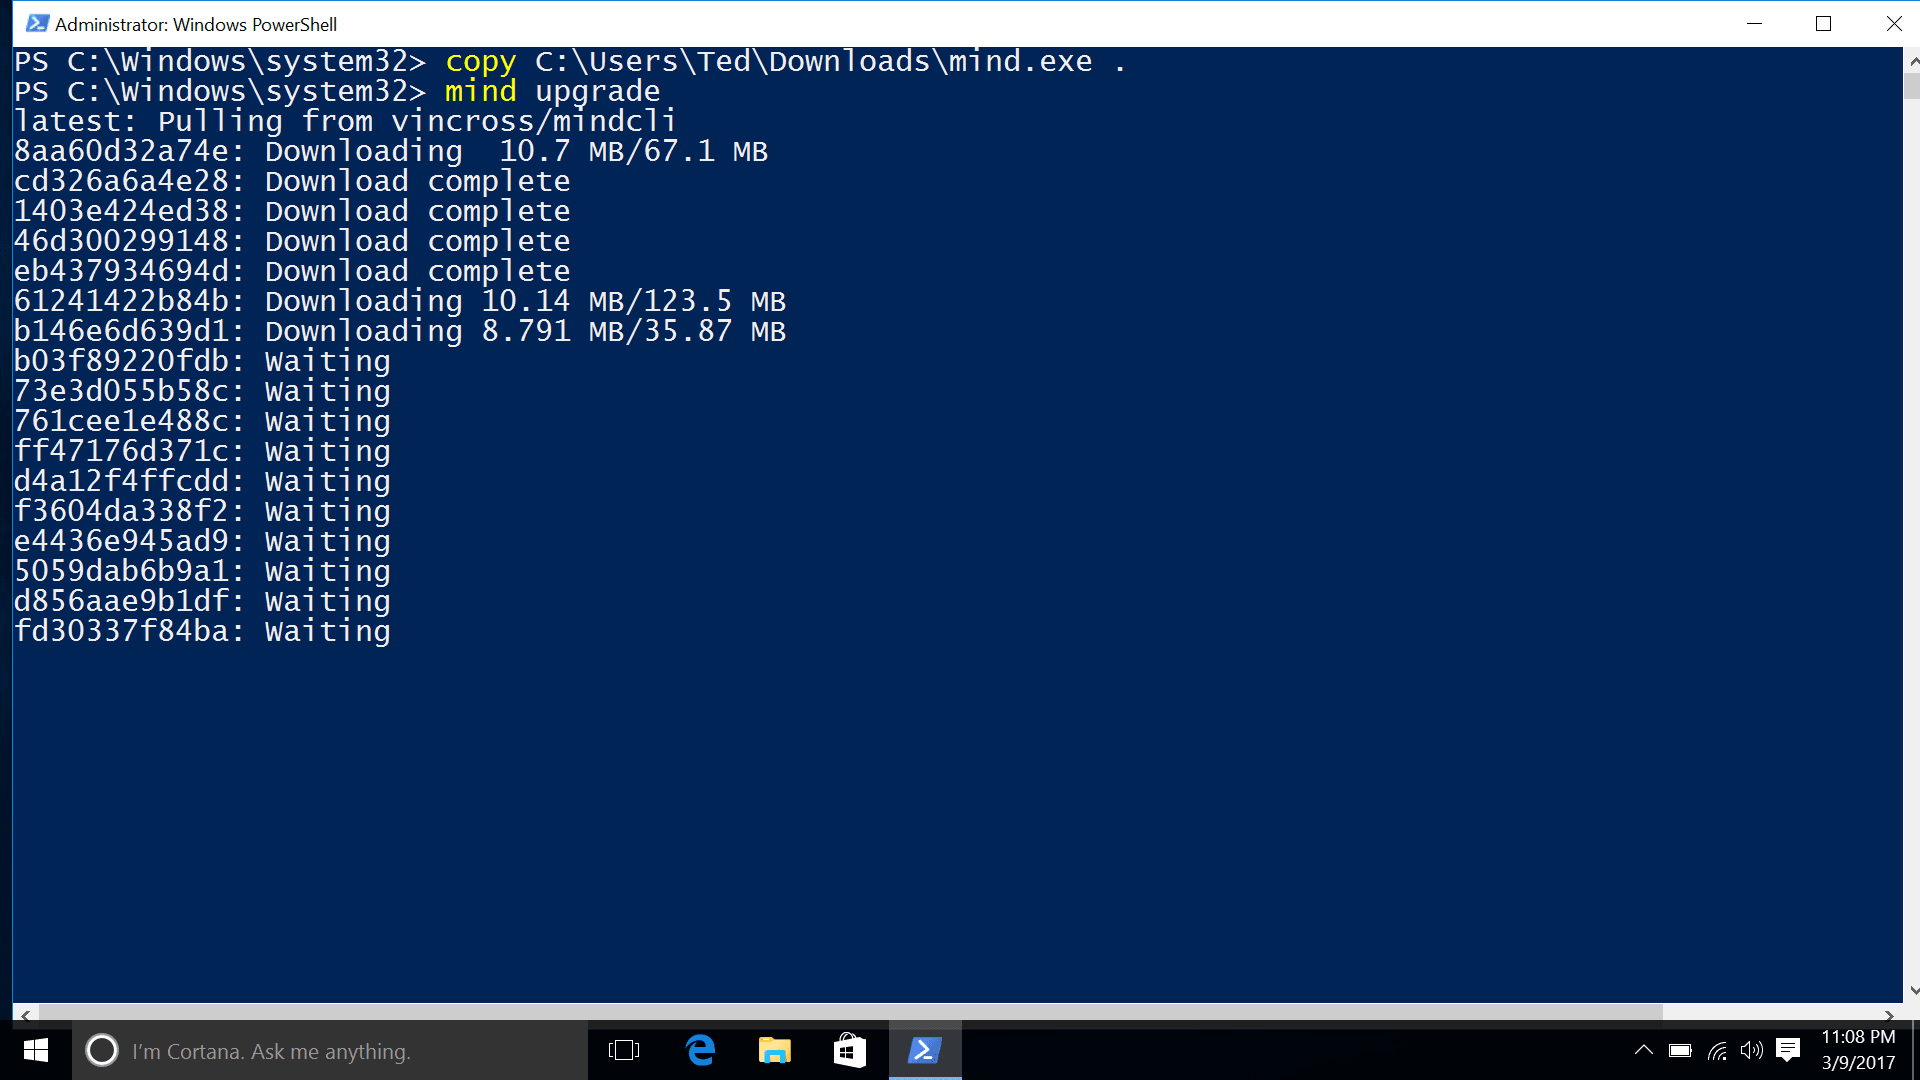 Administrator: Windows PowerShell
PS C:\Windows\system32> copy C:\Users\Ted\Downloads\mind.exe .
PS C:\Windows\system32> mind upgrade
latest: Pulling from vincross/mindcli
8aa60d32a74e: Downloading  10.7 MB/67.1 MB
cd326a6a4e28: Download complete
1403e424ed38: Download complete
46d300299148: Download complete
eb437934694d: Download complete
61241422b84b: Downloading 10.14 MB/123.5 MB
b146e6d639d1: Downloading 8.791 MB/35.87 MB
b03f89220fdb: Waiting
73e3d055b58c: Waiting
761cee1e488c: Waiting
ff47176d371c: Waiting
d4a12f4ffcdd: Waiting
f3604da338f2: Waiting
e4436e945ad9: Waiting
5059dab6b9a1: Waiting
d856aae9b1df: Waiting
fd30337f84ba: Waiting
I'm Cortana. Ask me anything.
11:08 PM
3/9/2017